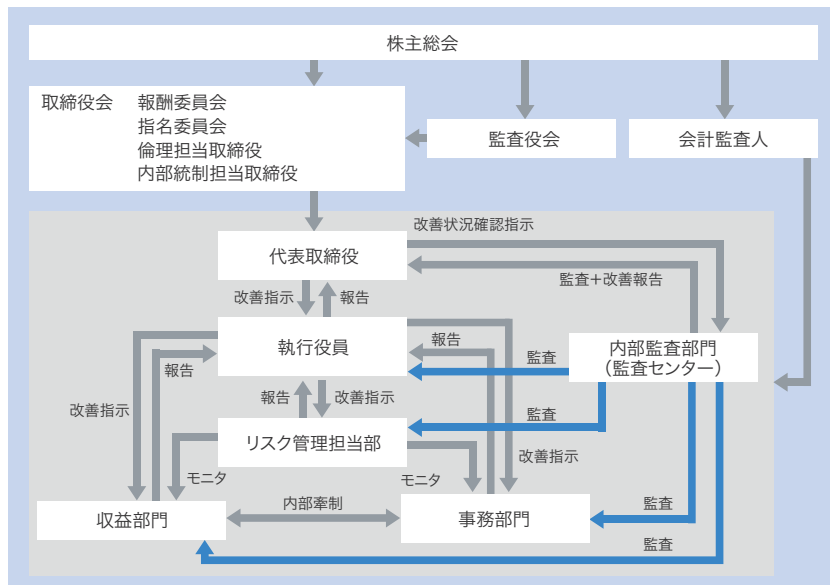 株主総会
取締役会 報酬委員会
指名委員会
倫理担当取締役
内部統制担当取締役
監査役会
会計監査人
改善状況確認指示
代表取締役
監査＋改善報告
改善指示
報告
執行役員
報告
監査
内部監査部門
（監査センター）
報告
改善指示
報告
改善指示
監査
リスク管理担当部
改善指示
モニタ
モニタ
内部牽制
収益部門
事務部門
監査
監査